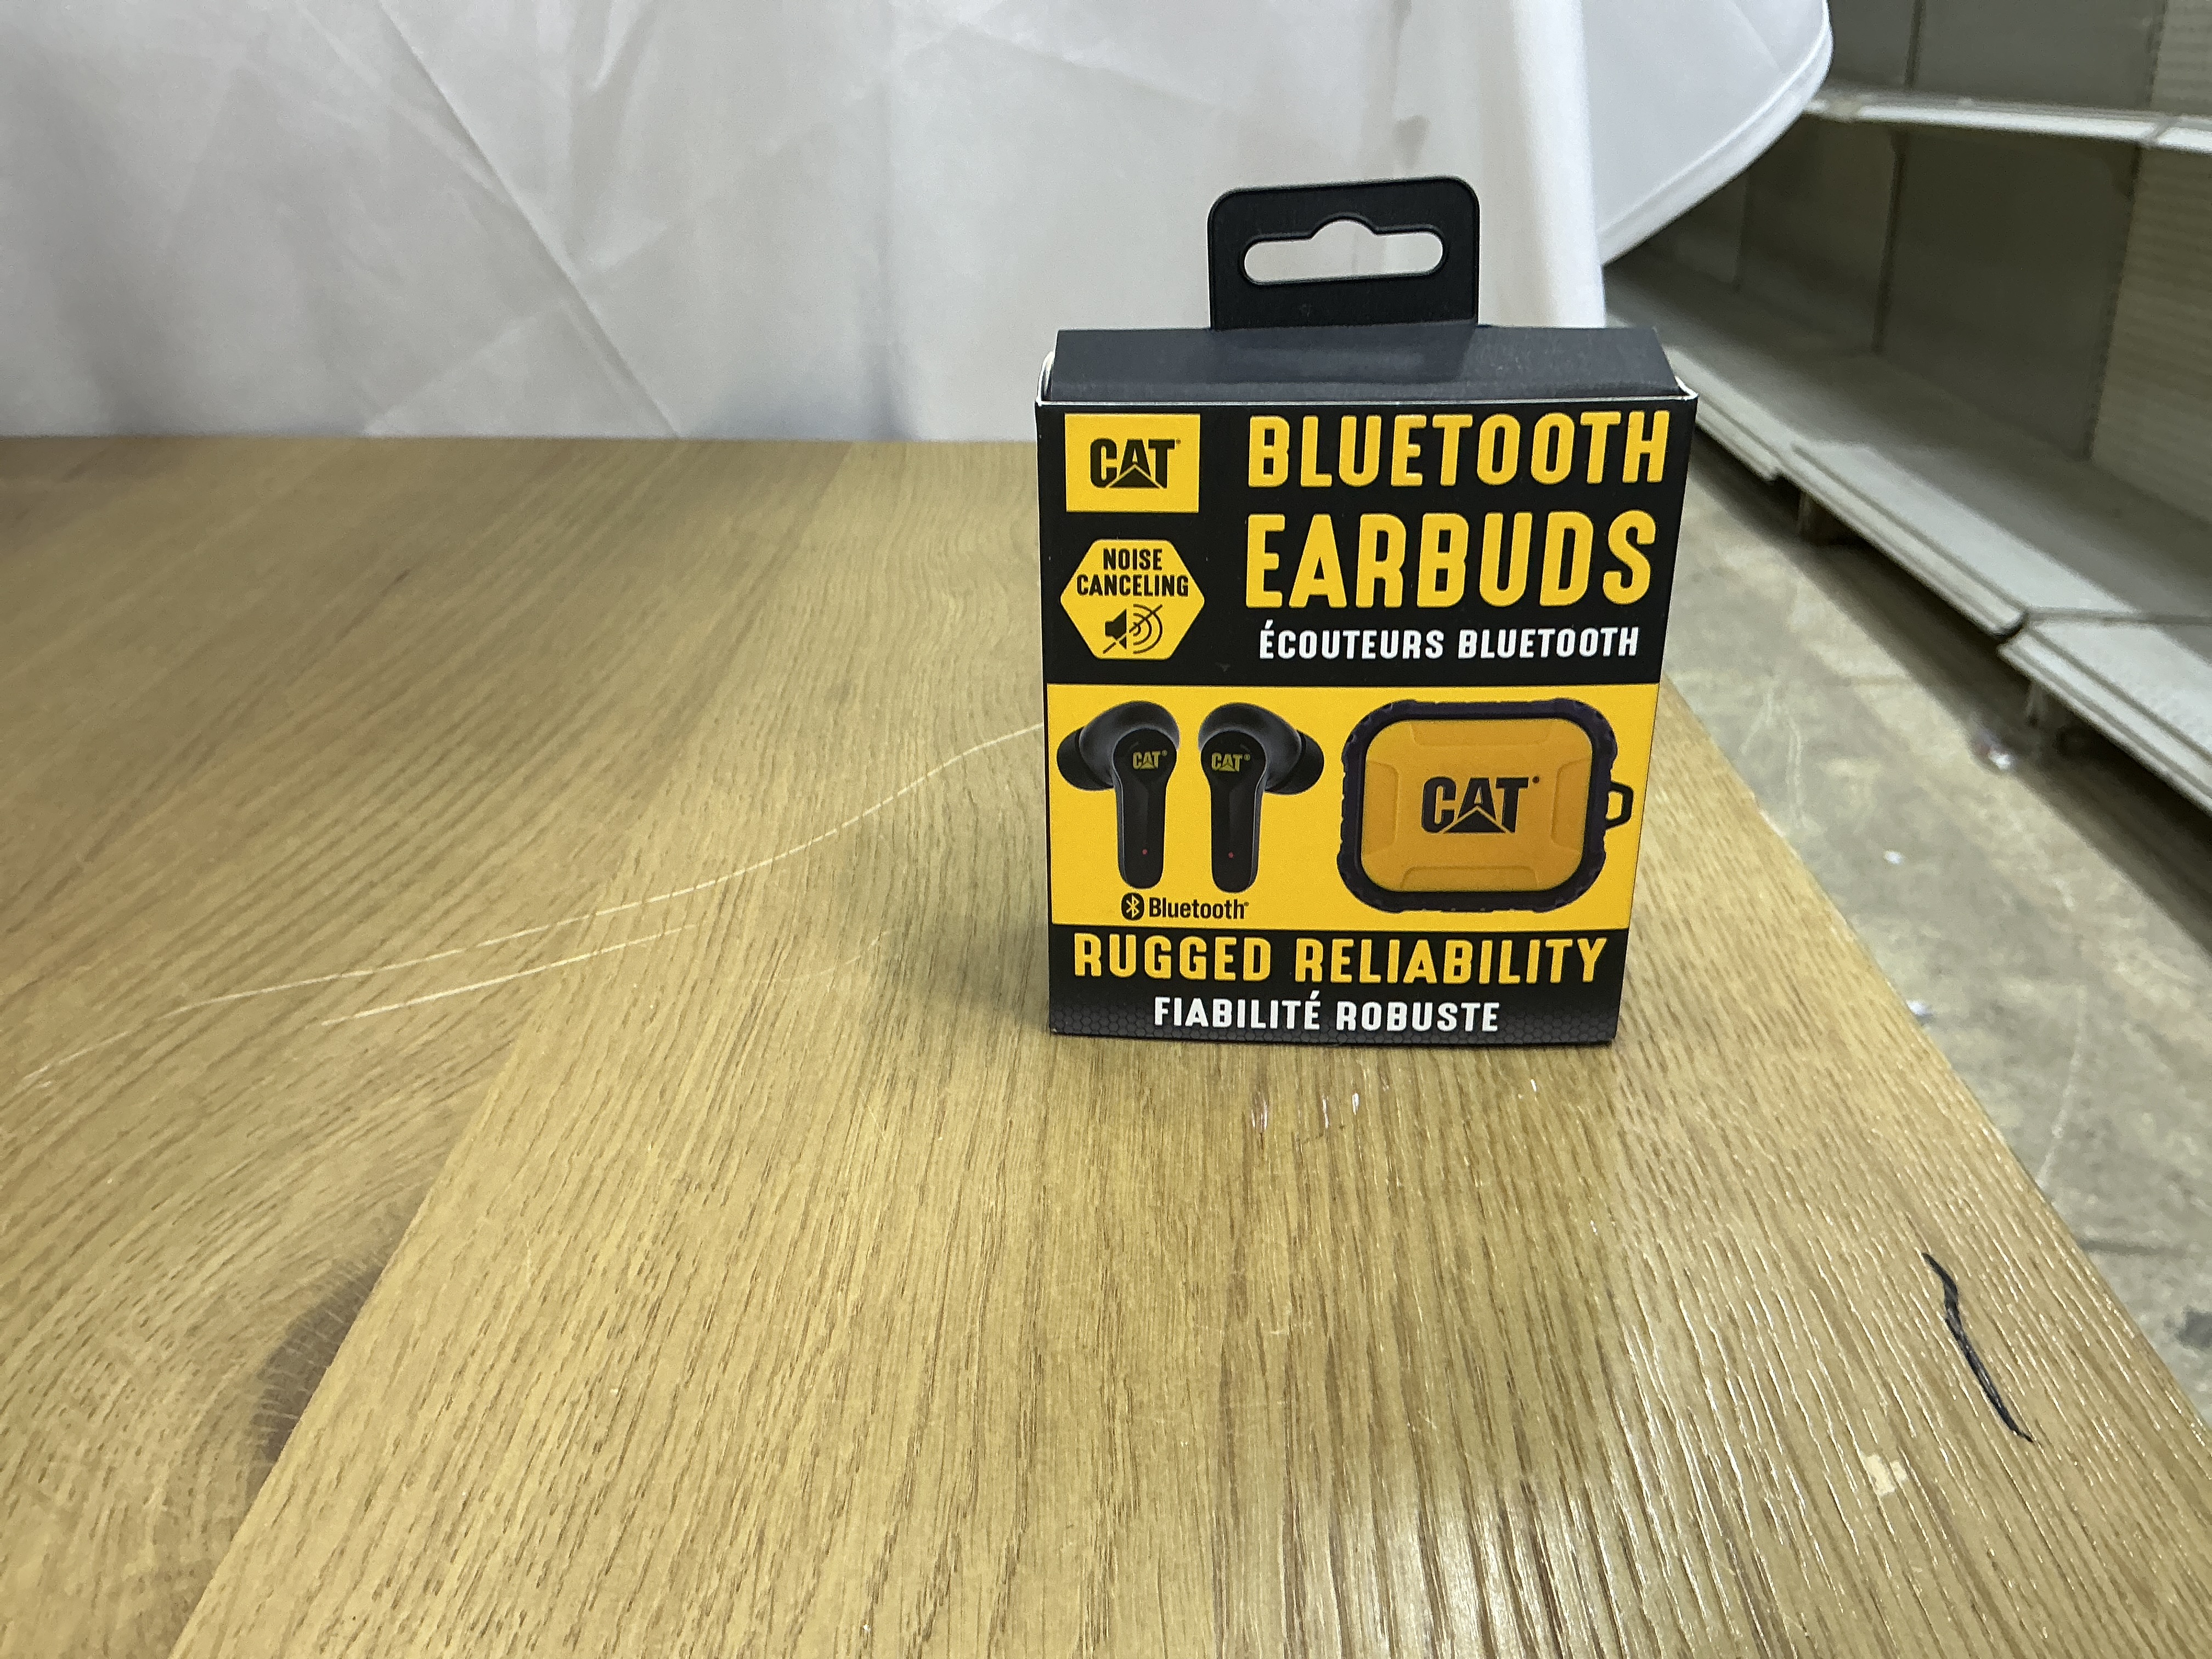 CAT
BLUETOOTH
EARBUDS
ÉCOUTEURS BLUETOOTH
NOISE
CANCELING
CAT®
CAT®
CAT
Bluetooth®
RUGGED RELIABILITY
FIABILITÉ ROBUSTE